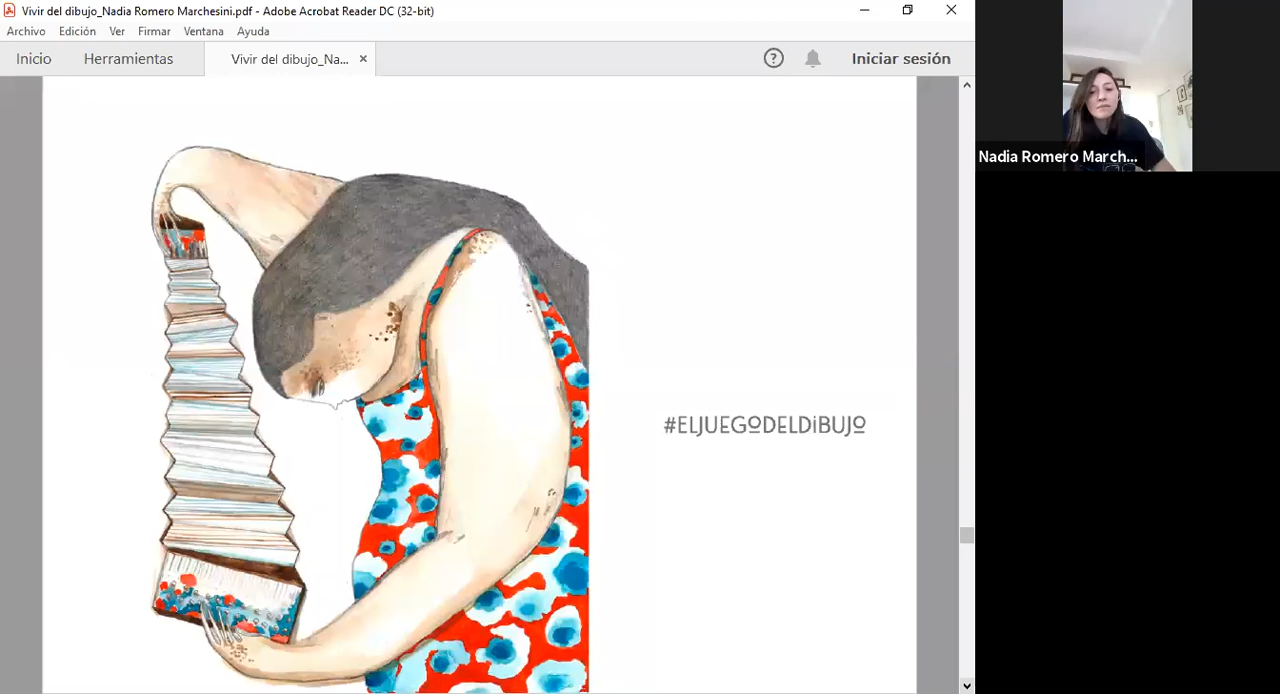 Vivir del dibujo_Nadia Romero Marchesini.pdf - Adobe Acrobat Reader DC (32-bit)
Archivo Edición Ver Firmar Ventana Ayuda
Inicio Herramientas Vivir del dibujo_Na... × ? Iniciar sesión
Nadia Romero March...
#ELJUEGODELDiBUJO